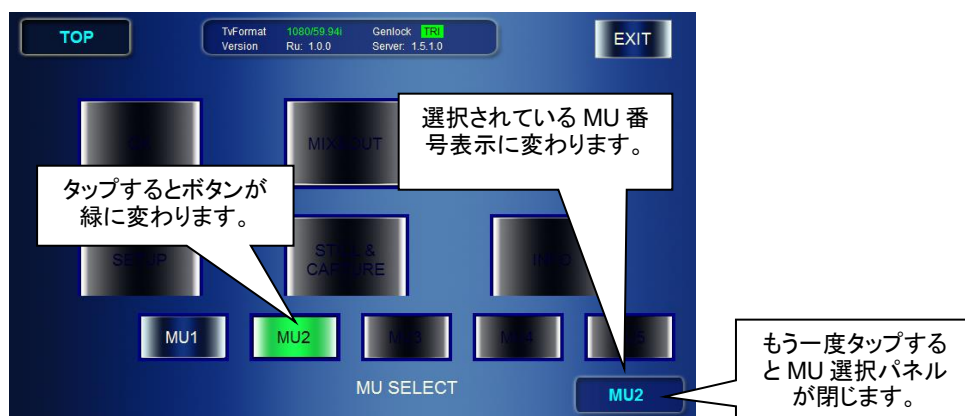 TOP
TvFormat 1080/59.94i Genlock TRI
Version Ru: 1.0.0 Server: 1.5.1.0
EXIT
選択されている MU 番
号表示に変わります。
タップするとボタンが
緑に変わります。
SETUP
STILL &
CAPTURE
INFO
MU1
MU2
MU3
MU4
MU SELECT
MU2
もう一度タップする
と MU 選択パネル
が閉じます。